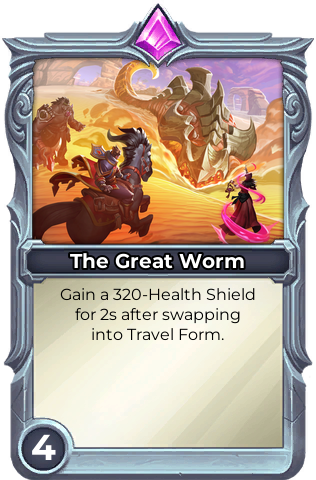 The Great Worm
Gain a 320-Health Shield
for 2s after swapping
into Travel Form.
4